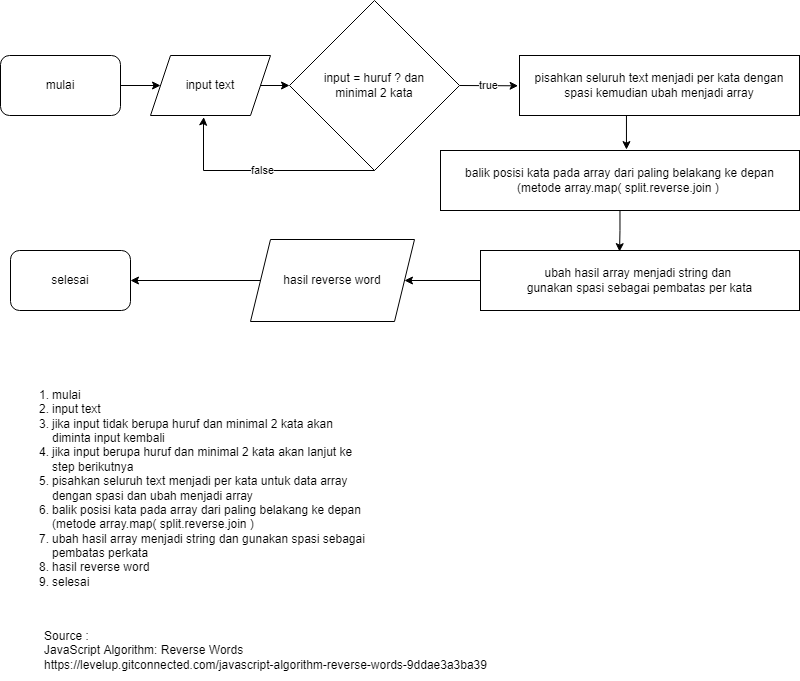 mulai
input text
input = huruf ? dan
minimal 2 kata
true
pisahkan seluruh text menjadi per kata dengan
spasi kemudian ubah menjadi array
false
balik posisi kata pada array dari paling belakang ke depan
(metode array.map( split.reverse.join )
ubah hasil array menjadi string dan
gunakan spasi sebagai pembatas per kata
hasil reverse word
selesai
1. mulai
2. input text
3. jika input tidak berupa huruf dan minimal 2 kata akan
diminta input kembali
4. jika input berupa huruf dan minimal 2 kata akan lanjut ke
step berikutnya
5. pisahkan seluruh text menjadi per kata untuk data array
dengan spasi dan ubah menjadi array
6. balik posisi kata pada array dari paling belakang ke depan
(metode array.map( split.reverse.join )
7. ubah hasil array menjadi string dan gunakan spasi sebagai
pembatas perkata
8. hasil reverse word
9. selesai
Source :
JavaScript Algorithm: Reverse Words
https://levelup.gitconnected.com/javascript-algorithm-reverse-words-9ddae3a3ba39